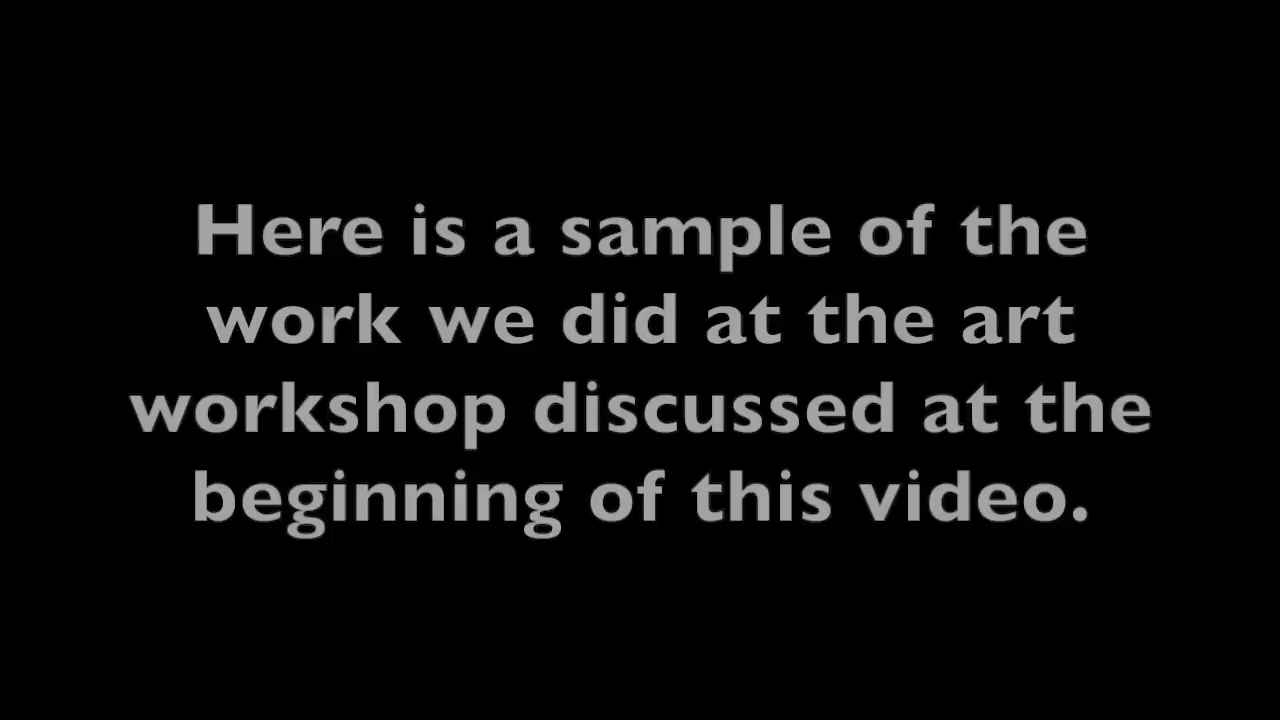 Here is a sample of the
work we did at the art
workshop discussed at the
beginning of this video.